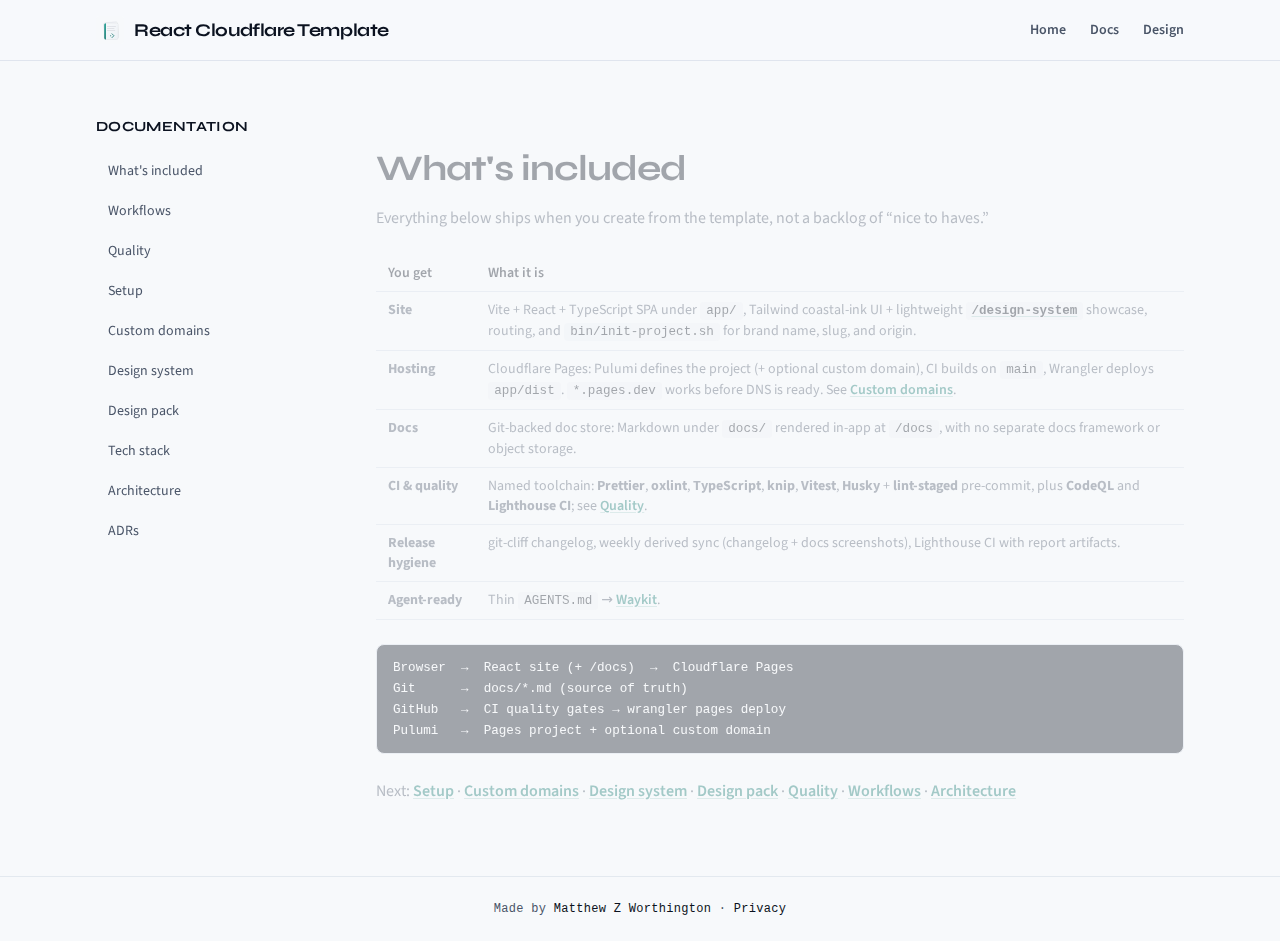 React Cloudflare Template
Home
Docs
Design
DOCUMENTATION
What's included
Workflows
Quality
Setup
Custom domains
Design system
Design pack
Tech stack
Architecture
ADRs
What's included
Everything below ships when you create from the template, not a backlog of “nice to haves.”
You get What it is
Site Vite + React + TypeScript SPA under app/ , Tailwind coastal-ink UI + lightweight /design-system showcase,
routing, and bin/init-project.sh for brand name, slug, and origin.
Hosting Cloudflare Pages: Pulumi defines the project (+ optional custom domain), CI builds on main , Wrangler deploys
app/dist . *.pages.dev works before DNS is ready. See Custom domains.
Docs Git-backed doc store: Markdown under docs/ rendered in-app at /docs , with no separate docs framework or
object storage.
CI & quality Named toolchain: Prettier, oxlint, TypeScript, knip, Vitest, Husky + lint-staged pre-commit, plus CodeQL and
Lighthouse CI; see Quality.
Release git-cliff changelog, weekly derived sync (changelog + docs screenshots), Lighthouse CI with report artifacts.
hygiene
Agent-ready Thin AGENTS.md → Waykit.
Browser → React site (+ /docs) → Cloudflare Pages
Git → docs/*.md (source of truth)
GitHub → CI quality gates → wrangler pages deploy
Pulumi → Pages project + optional custom domain
Next: Setup · Custom domains · Design system · Design pack · Quality · Workflows · Architecture
Made by Matthew Z Worthington · Privacy